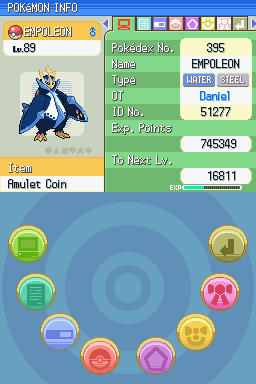 POKéMON INFO
EMPOLEON ♂
Lv.89
Item
Amulet Coin
Pokédex No. 395
Name EMPOLEON
Type WATER STEEL
OT Daniel
ID No. 51277
Exp. Points
745349
To Next Lv.
16811
EXP